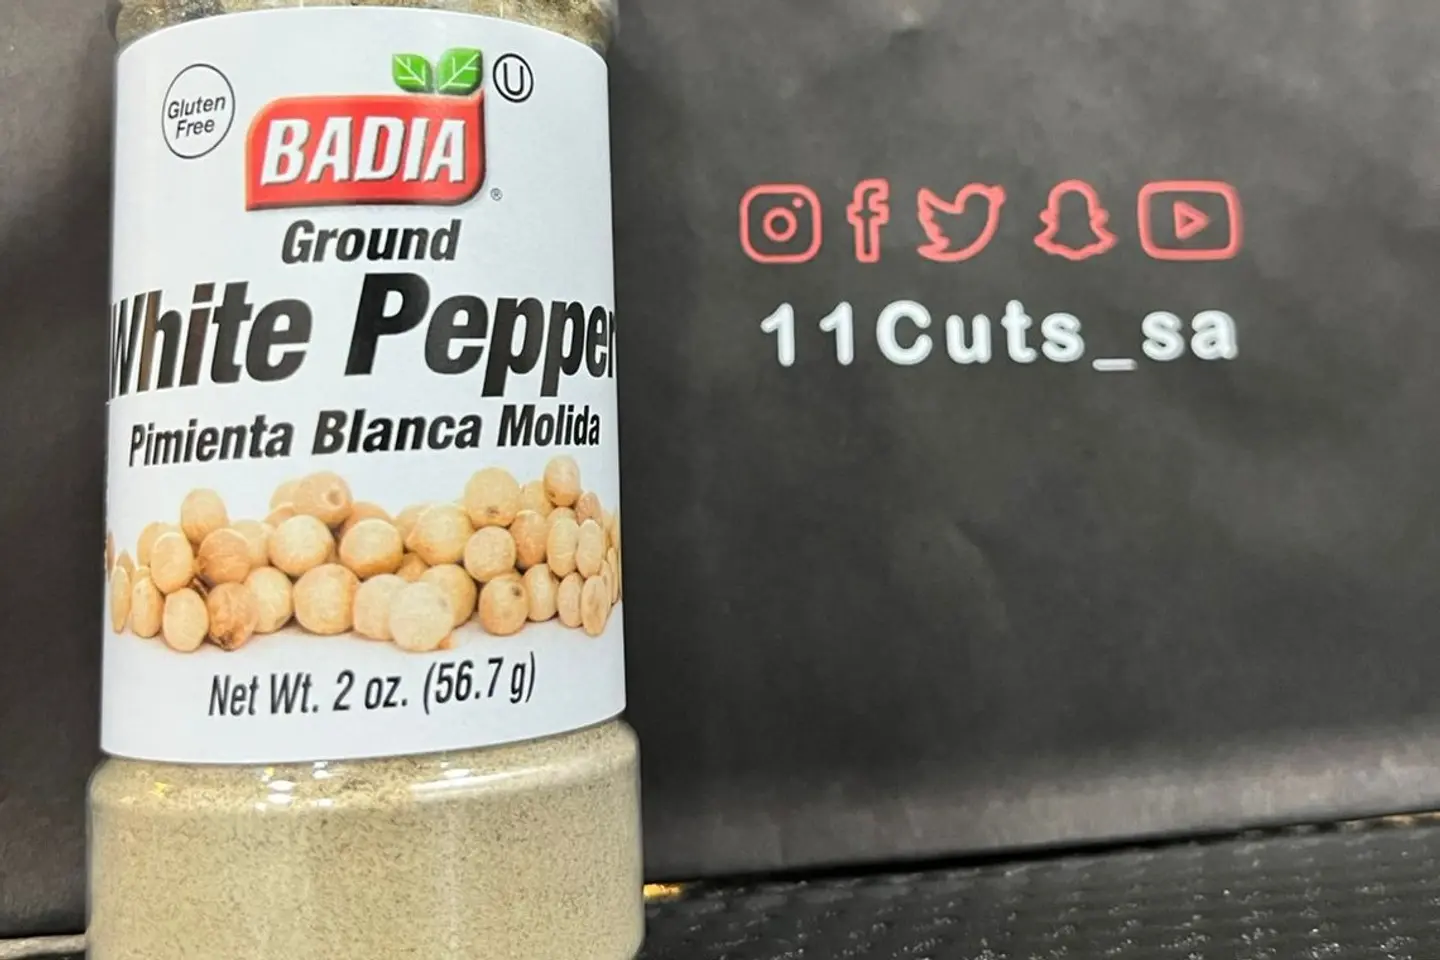 Gluten
Free
BADIA
®
U
Ground
White Pepper
Pimienta Blanca Molida
Net Wt. 2 oz. (56.7 g)
11Cuts_sa